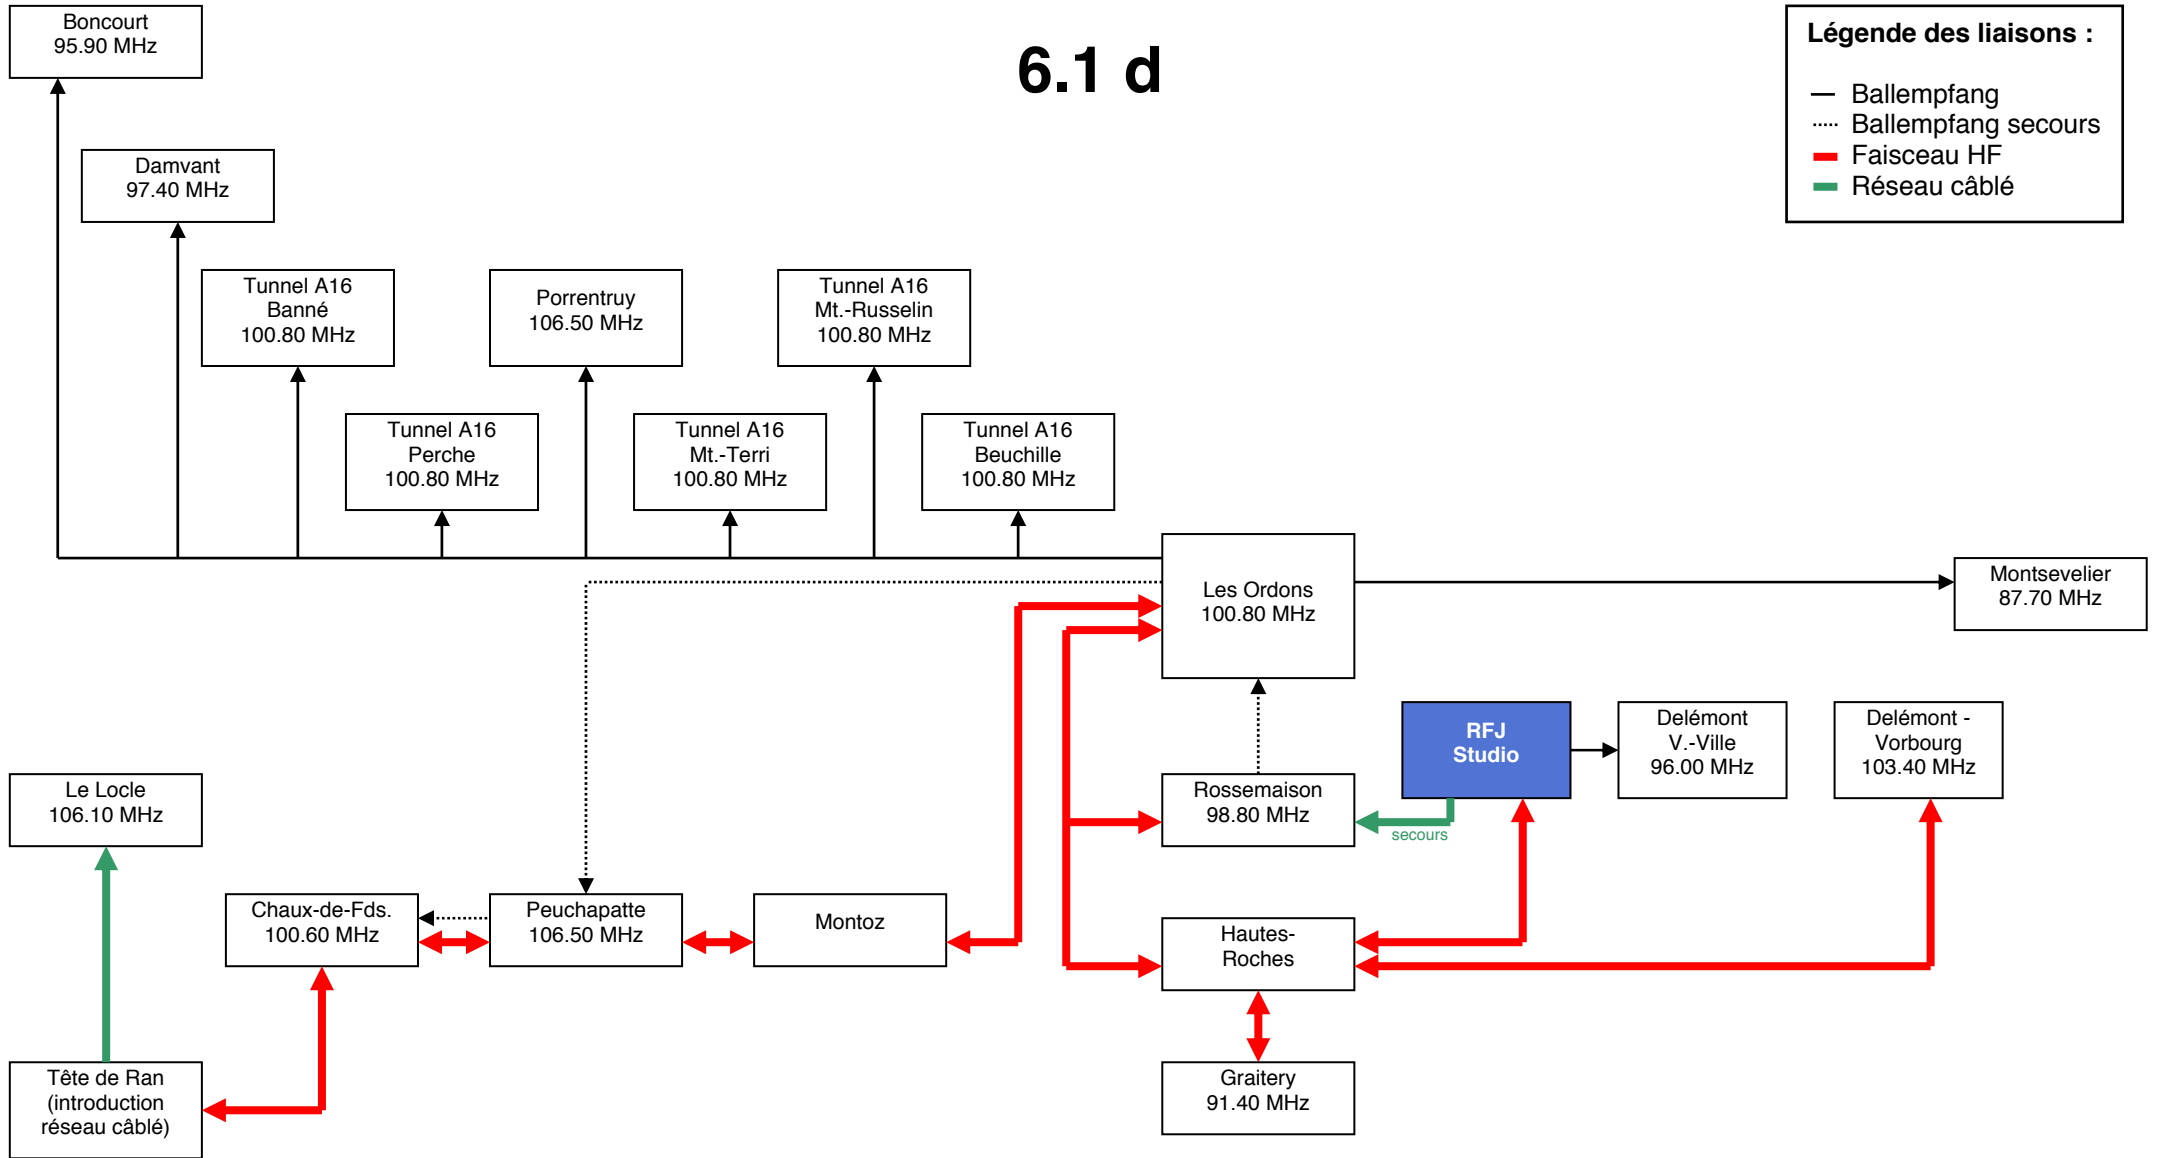 Boncourt
95.90 MHz
6.1 d
Légende des liaisons :
Ballempfang
Ballempfang secours
Faisceau HF
Réseau câblé
Damvant
97.40 MHz
Tunnel A16
Banné
100.80 MHz
Porrentruy
106.50 MHz
Tunnel A16
Mt.-Russelin
100.80 MHz
Tunnel A16
Perche
100.80 MHz
Tunnel A16
Mt.-Terri
100.80 MHz
Tunnel A16
Beuchille
100.80 MHz
Les Ordons
100.80 MHz
Montsevelier
87.70 MHz
RFJ
Studio
Delémont
V.-Ville
96.00 MHz
Delémont -
Vorbourg
103.40 MHz
Le Locle
106.10 MHz
Rossemaison
98.80 MHz
secours
Chaux-de-Fds.
100.60 MHz
Peuchapatte
106.50 MHz
Montoz
Hautes-
Roches
Tête de Ran
(introduction
réseau câblé)
Graitery
91.40 MHz